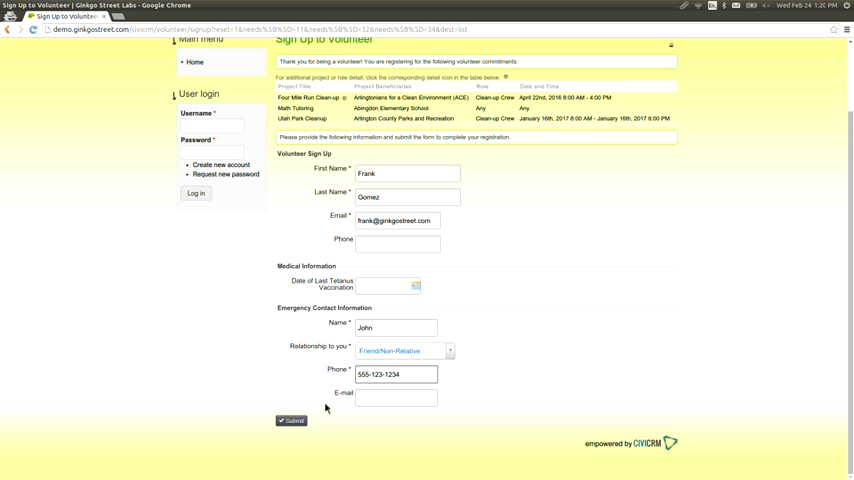 Sign Up to Volunteer | Ginkgo Street Labs - Google Chrome
Wed Feb 24 1:20 PM
Sign Up to Volunteer
demo.ginkgostreet.com/civicrm/volunteer/signup?reset=1&needs%5B%5D=11&needs%5B%5D=32&needs%5B%5D=34&dest=list
Main menu
Home
User login
Username *
Password *
Create new account
Request new password
Log in
Sign Up to Volunteer
Thank you for being a volunteer! You are registering for the following volunteer commitments:
For additional project or role detail, click the corresponding detail icon in the table below.
Project Title Project Beneficiaries Role Date and Time
Four Mile Run Clean-up Arlingtonians for a Clean Environment (ACE) Clean-up Crew April 22nd, 2016 8:00 AM - 4:00 PM
Math Tutoring Abingdon Elementary School Any Any
Utah Park Cleanup Arlington County Parks and Recreation Clean-up Crew January 16th, 2017 8:00 AM - January 16th, 2017 6:00 PM
Please provide the following information and submit the form to complete your registration.
Volunteer Sign Up
First Name * Frank
Last Name * Gomez
Email * frank@ginkgostreet.com
Phone
Medical Information
Date of Last Tetanus
Vaccination
Emergency Contact Information
Name * John
Relationship to you * Friend/Non-Relative
Phone * 555-123-1234
E-mail
Submit
empowered by CIVICRM